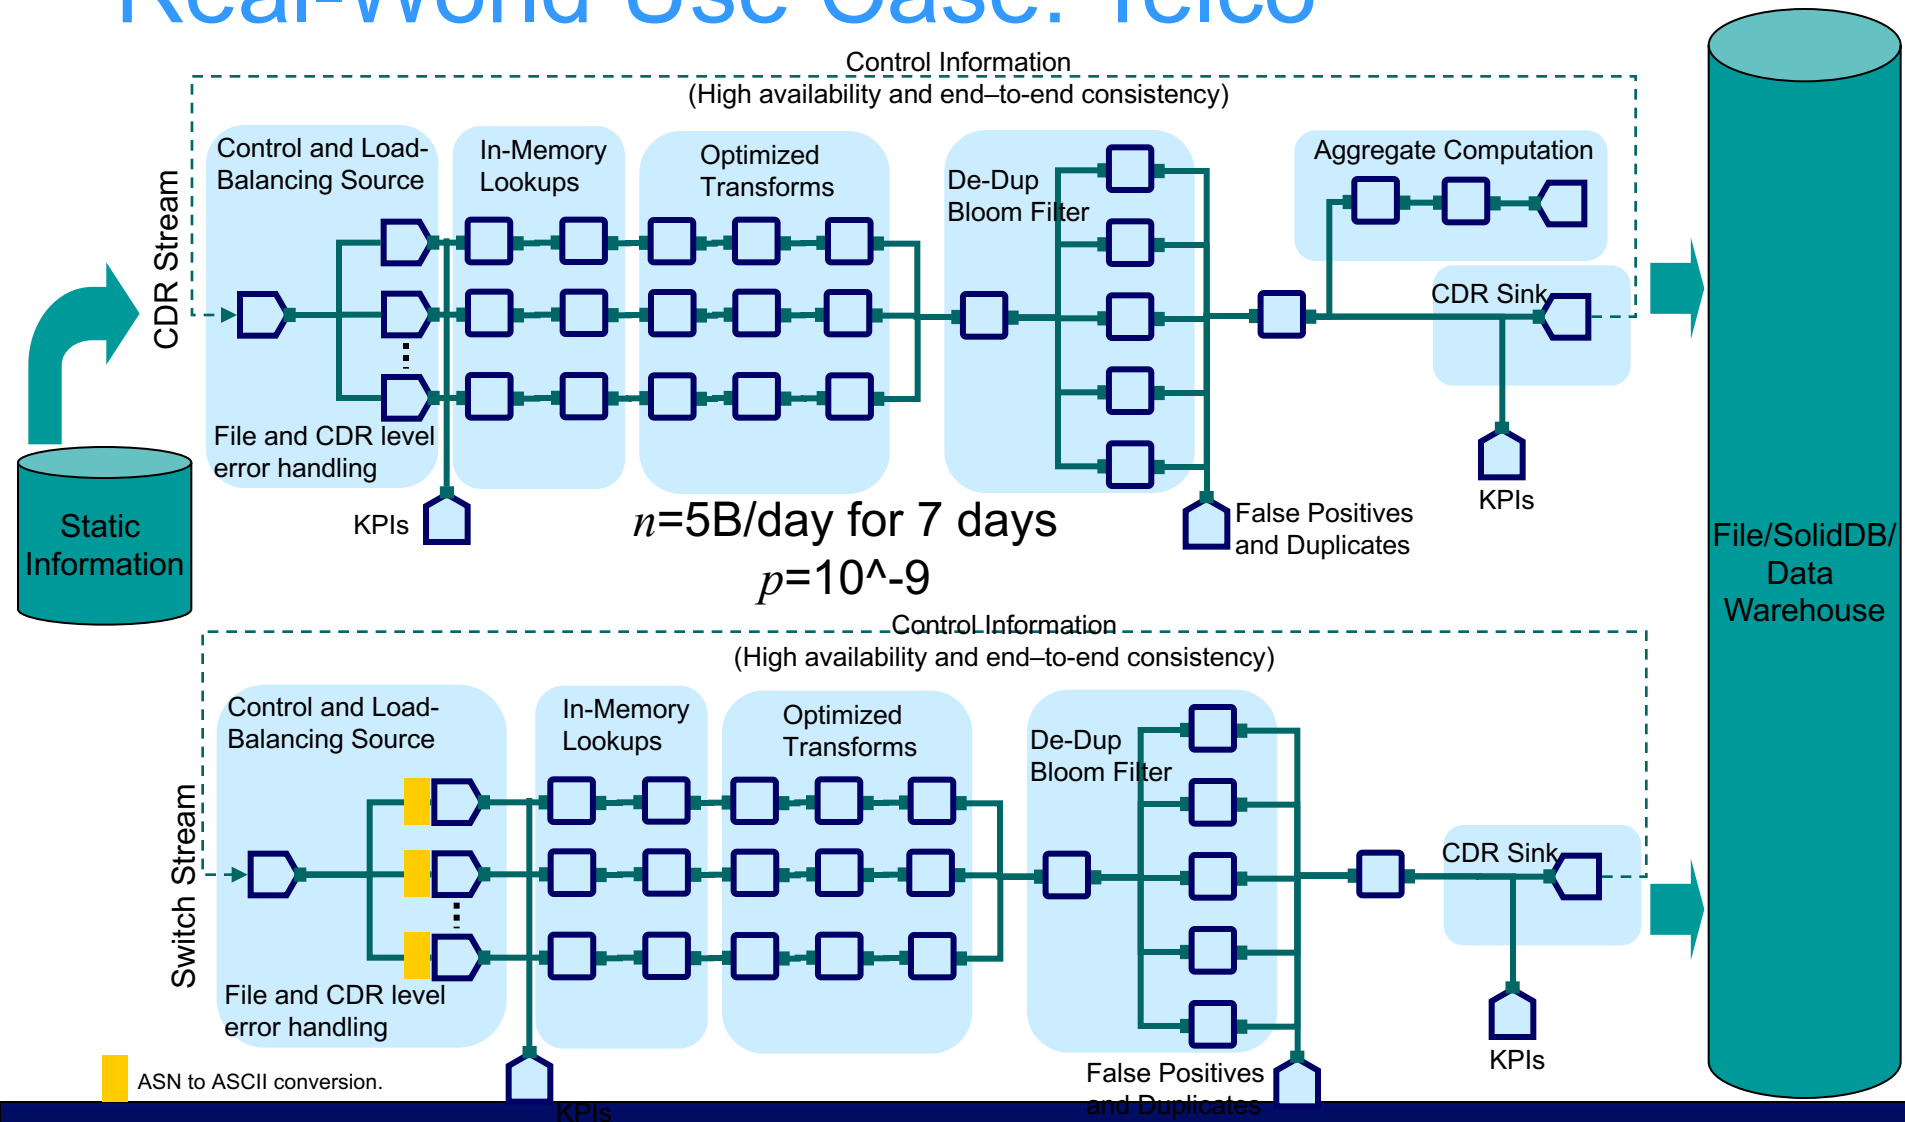 Real-World Use Case: Telco
Control Information
(High availability and end–to-end consistency)
Control and Load-
Balancing Source
In-Memory
Lookups
Optimized
Transforms
De-Dup
Bloom Filter
Aggregate Computation
CDR Stream
CDR Sink
File and CDR level
error handling
KPIs
False Positives
and Duplicates
KPIs
Static
Information
n=5B/day for 7 days
p=10^-9
File/SolidDB/
Data
Warehouse
Control Information
(High availability and end–to-end consistency)
Control and Load-
Balancing Source
In-Memory
Lookups
Optimized
Transforms
De-Dup
Bloom Filter
Switch Stream
CDR Sink
File and CDR level
error handling
KPIs
False Positives
and Duplicates
KPIs
ASN to ASCII conversion.